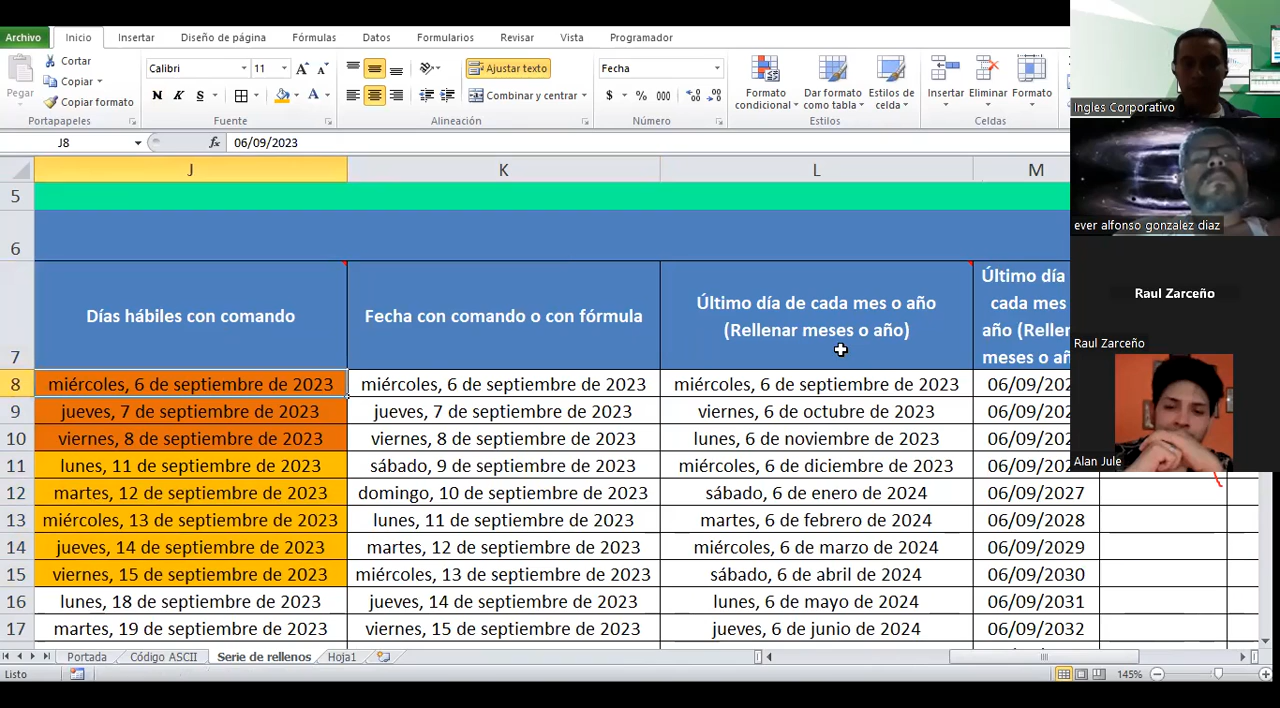 Archivo Inicio Insertar Diseño de página Fórmulas Datos Formularios Revisar Vista Programador
Pegar
Cortar
Copiar
Copiar formato
Portapapeles
Calibri 11
N K S
Fuente
Ajustar texto
Combinar y centrar
Alineación
Fecha
$ % 000
Número
Formato condicional
Dar formato como tabla
Estilos de celda
Estilos
Insertar Eliminar Formato
Celdas
J8 fx 06/09/2023
J K L M
5
6
7 Días hábiles con comando Fecha con comando o con fórmula
Último día de cada mes o año
(Rellenar meses o año)
Último día
cada mes
año
meses o
8 miércoles, 6 de septiembre de 2023 miércoles, 6 de septiembre de 2023 miércoles, 6 de septiembre de 2023
9 jueves, 7 de septiembre de 2023 jueves, 7 de septiembre de 2023 viernes, 6 de octubre de 2023
10 viernes, 8 de septiembre de 2023 viernes, 8 de septiembre de 2023 lunes, 6 de noviembre de 2023
11 lunes, 11 de septiembre de 2023 sábado, 9 de septiembre de 2023 miércoles, 6 de diciembre de 2023
12 martes, 12 de septiembre de 2023 domingo, 10 de septiembre de 2023 sábado, 6 de enero de 2024 06/09/2027
13 miércoles, 13 de septiembre de 2023 lunes, 11 de septiembre de 2023 martes, 6 de febrero de 2024 06/09/2028
14 jueves, 14 de septiembre de 2023 martes, 12 de septiembre de 2023 miércoles, 6 de marzo de 2024 06/09/2029
15 viernes, 15 de septiembre de 2023 miércoles, 13 de septiembre de 2023 sábado, 6 de abril de 2024 06/09/2030
16 lunes, 18 de septiembre de 2023 jueves, 14 de septiembre de 2023 lunes, 6 de mayo de 2024 06/09/2031
17 martes, 19 de septiembre de 2023 viernes, 15 de septiembre de 2023 jueves, 6 de junio de 2024 06/09/2032
Portada Código ASCII Serie de rellenos Hoja1
Listo 145%
Ingles Corporativo
ever alfonso gonzalez diaz
Raul Zarceño
Raul Zarceño
Alan Jule